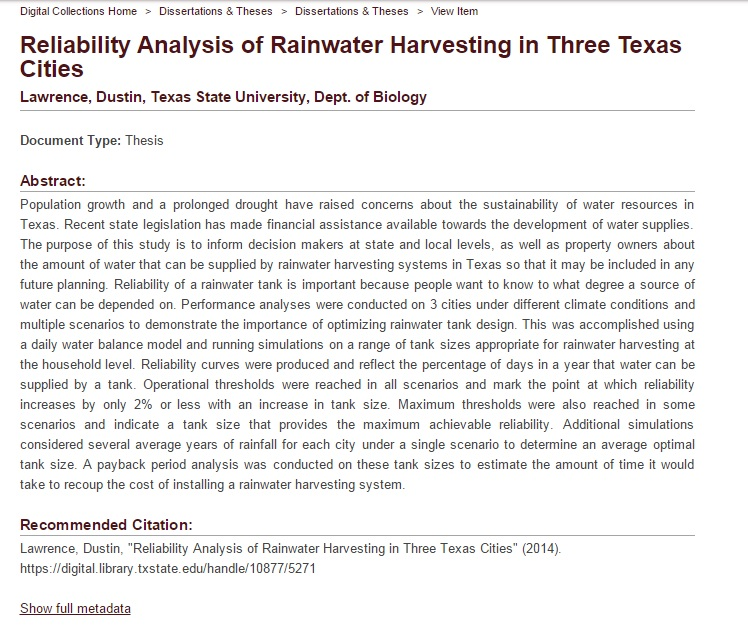 Digital Collections Home > Dissertations & Theses > Dissertations & Theses > View Item
Reliability Analysis of Rainwater Harvesting in Three Texas
Cities
Lawrence, Dustin, Texas State University, Dept. of Biology
Document Type: Thesis
Abstract:
Population growth and a prolonged drought have raised concerns about the sustainability of water resources in
Texas. Recent state legislation has made financial assistance available towards the development of water supplies.
The purpose of this study is to inform decision makers at state and local levels, as well as property owners about
the amount of water that can be supplied by rainwater harvesting systems in Texas so that it may be included in any
future planning. Reliability of a rainwater tank is important because people want to know to what degree a source of
water can be depended on. Performance analyses were conducted on 3 cities under different climate conditions and
multiple scenarios to demonstrate the importance of optimizing rainwater tank design. This was accomplished using
a daily water balance model and running simulations on a range of tank sizes appropriate for rainwater harvesting at
the household level. Reliability curves were produced and reflect the percentage of days in a year that water can be
supplied by a tank. Operational thresholds were reached in all scenarios and mark the point at which reliability
increases by only 2% or less with an increase in tank size. Maximum thresholds were also reached in some
scenarios and indicate a tank size that provides the maximum achievable reliability. Additional simulations
considered several average years of rainfall for each city under a single scenario to determine an average optimal
tank size. A payback period analysis was conducted on these tank sizes to estimate the amount of time it would
take to recoup the cost of installing a rainwater harvesting system.
Recommended Citation:
Lawrence, Dustin, "Reliability Analysis of Rainwater Harvesting in Three Texas Cities" (2014).
https://digital.library.txstate.edu/handle/10877/5271
Show full metadata